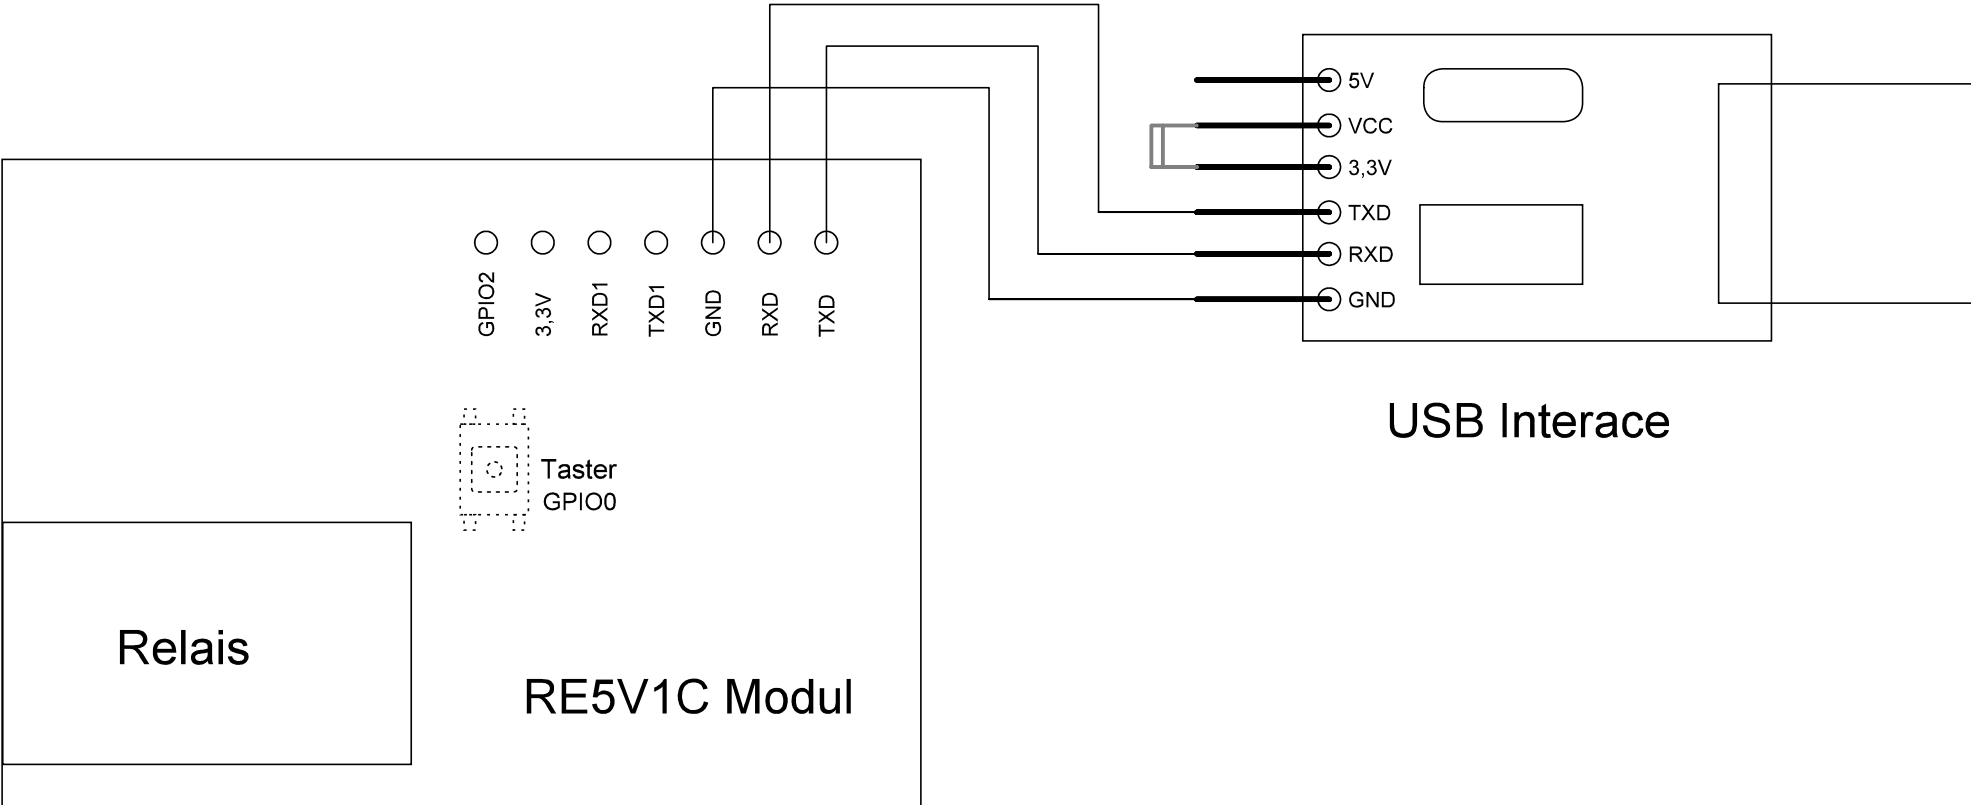 5V
VCC
3,3V
TXD
RXD
GND
USB Interace
GPIO2
3,3V
RXD1
TXD1
GND
RXD
TXD
Taster
GPIO0
Relais
RE5V1C Modul